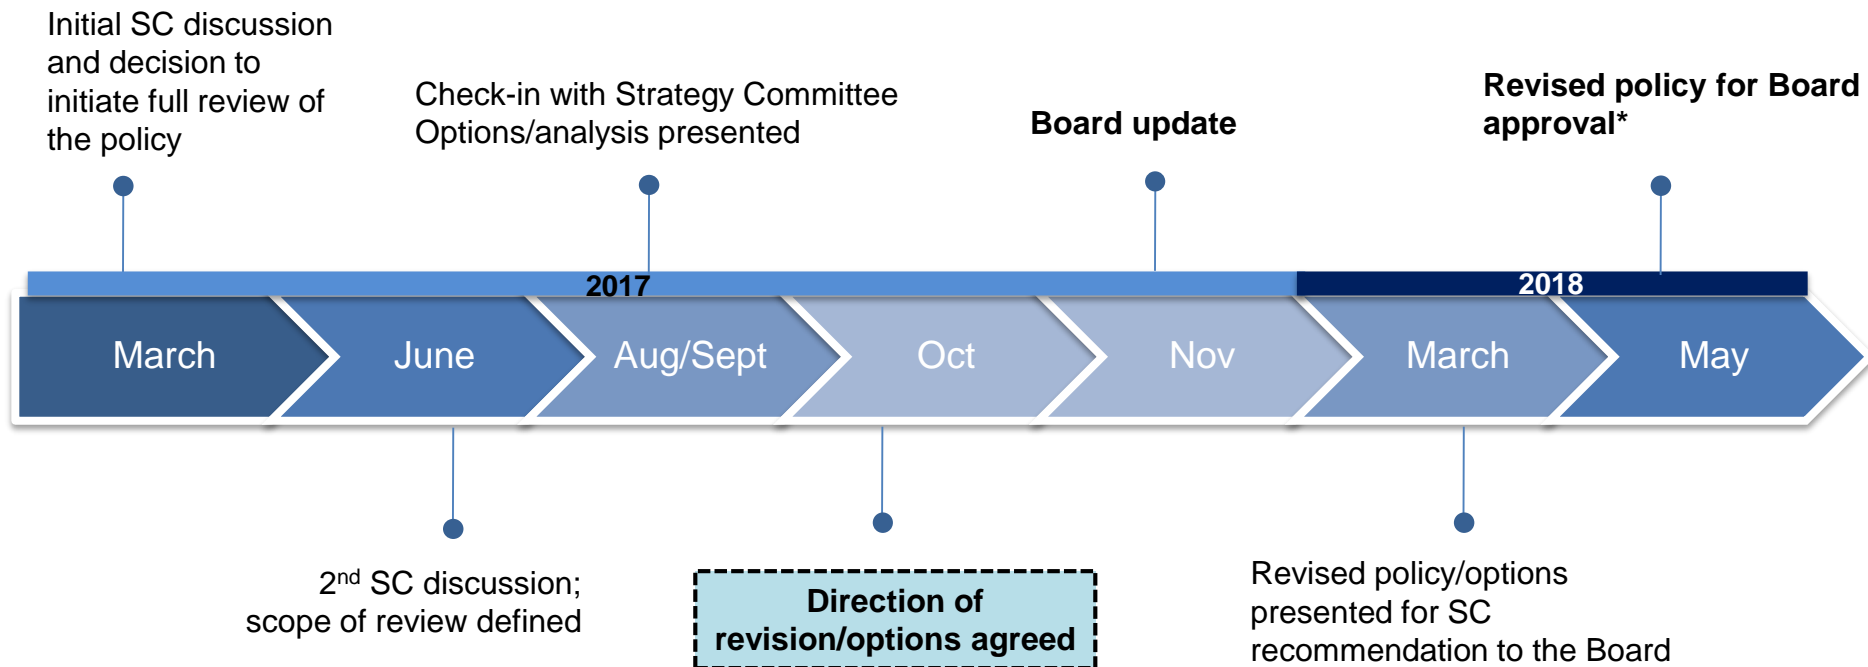 Initial SC discussion
and decision to
initiate full review of
the policy
Check-in with Strategy Committee
Options/analysis presented
Board update
Revised policy for Board
approval*
2017
2018
March
June
Aug/Sept
Oct
Nov
March
May
2nd SC discussion;
scope of review defined
Direction of
revision/options agreed
Revised policy/options
presented for SC
recommendation to the Board